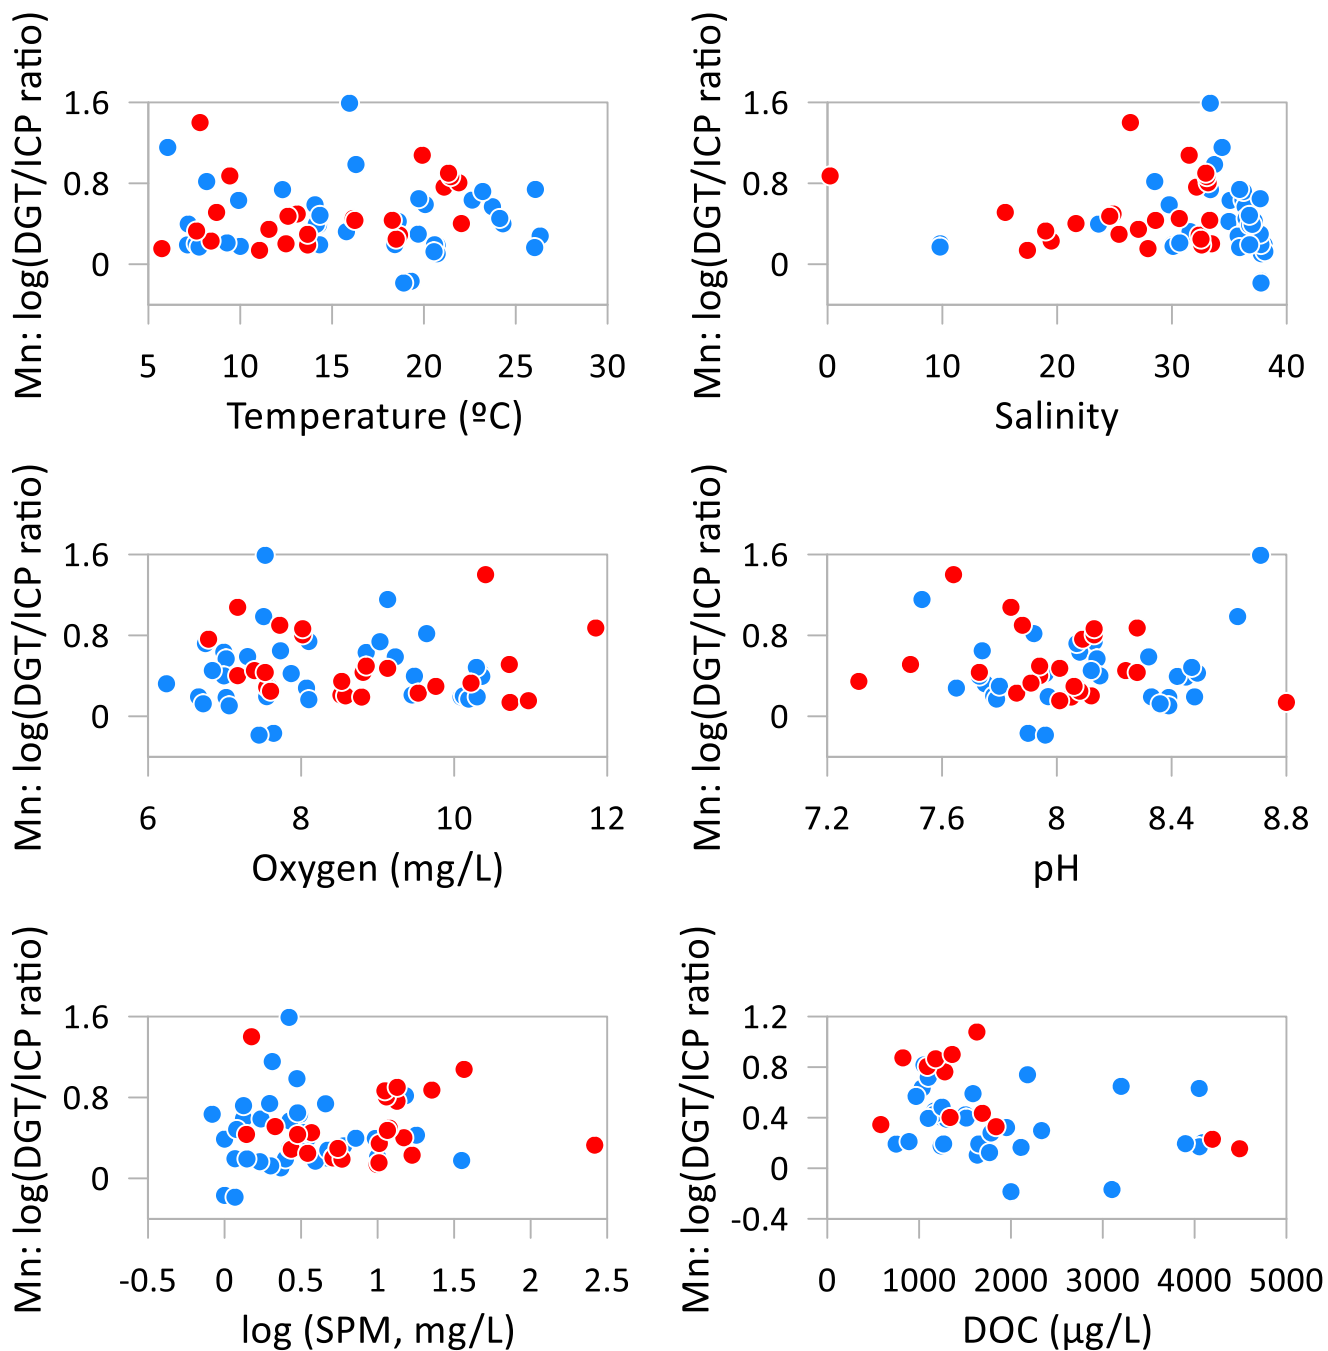 Mn: log(DGT/ICP ratio)
1.6
0.8
0
5 10 15 20 25 30
Temperature (ºC)
Mn: log(DGT/ICP ratio)
1.6
0.8
0
0 10 20 30 40
Salinity
Mn: log(DGT/ICP ratio)
1.6
0.8
0
6 8 10 12
Oxygen (mg/L)
Mn: log(DGT/ICP ratio)
1.6
0.8
0
7.2 7.6 8 8.4 8.8
pH
Mn: log(DGT/ICP ratio)
1.6
0.8
0
-0.5 0 0.5 1 1.5 2 2.5
log (SPM, mg/L)
Mn: log(DGT/ICP ratio)
1.2
0.8
0.4
0
-0.4
0 1000 2000 3000 4000 5000
DOC (µg/L)